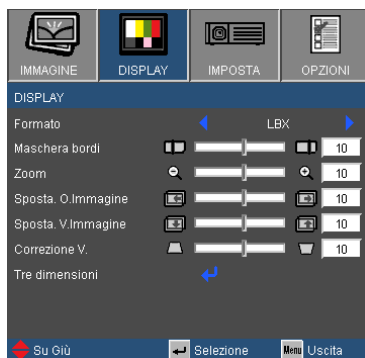 IMMAGINE DISPLAY IMPOSTA OPZIONI
DISPLAY
Formato LBX
Maschera bordi 10
Zoom 10
Sposta. O.Immagine 10
Sposta. V.Immagine 10
Correzione V. 10
Tre dimensioni
Su Giù Selezione Menu Uscita